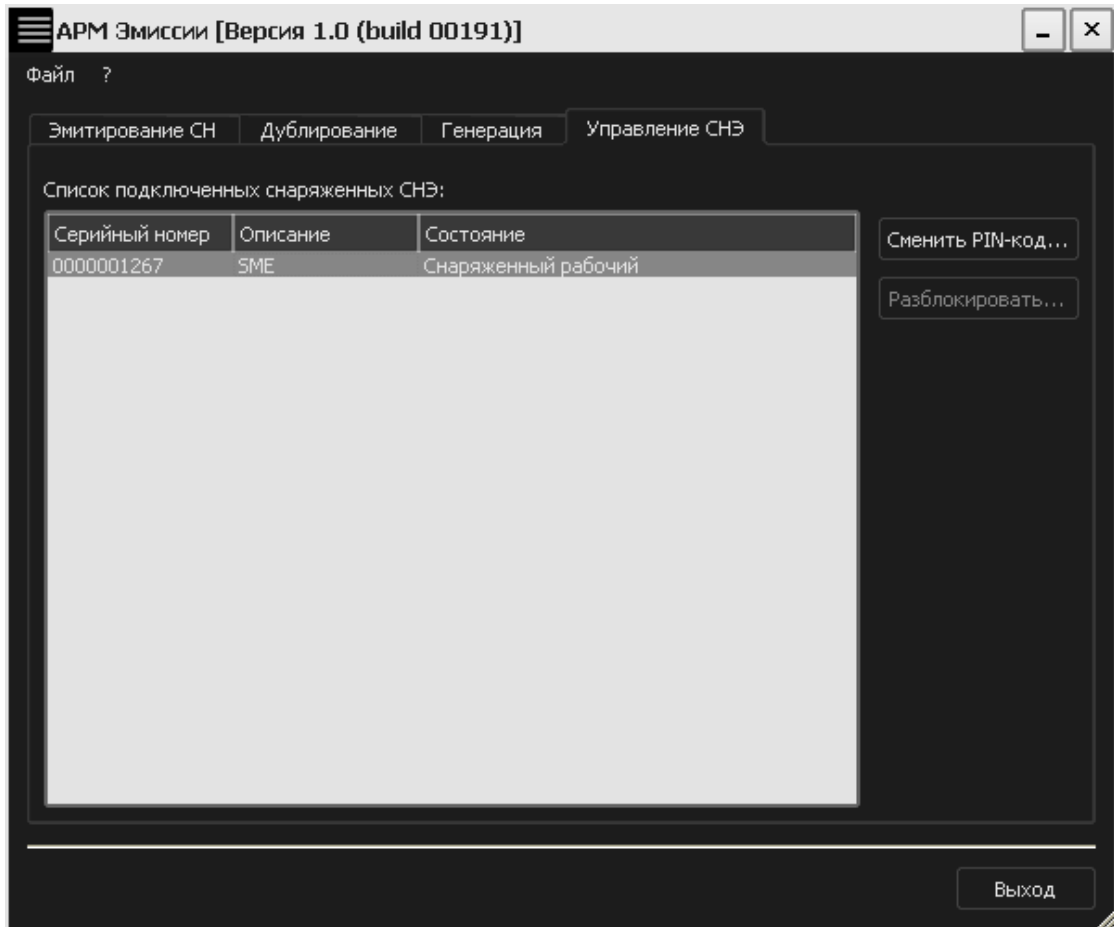 АРМ Эмиссии [Версия 1.0 (build 00191)]
Файл ?
Эмитирование СН Дублирование Генерация Управление СНЭ
Список подключенных снаряженных СНЭ:
Серийный номер Описание Состояние
0000001267 SME Снаряженный рабочий
Сменить PIN-код...
Разблокировать...
Выход